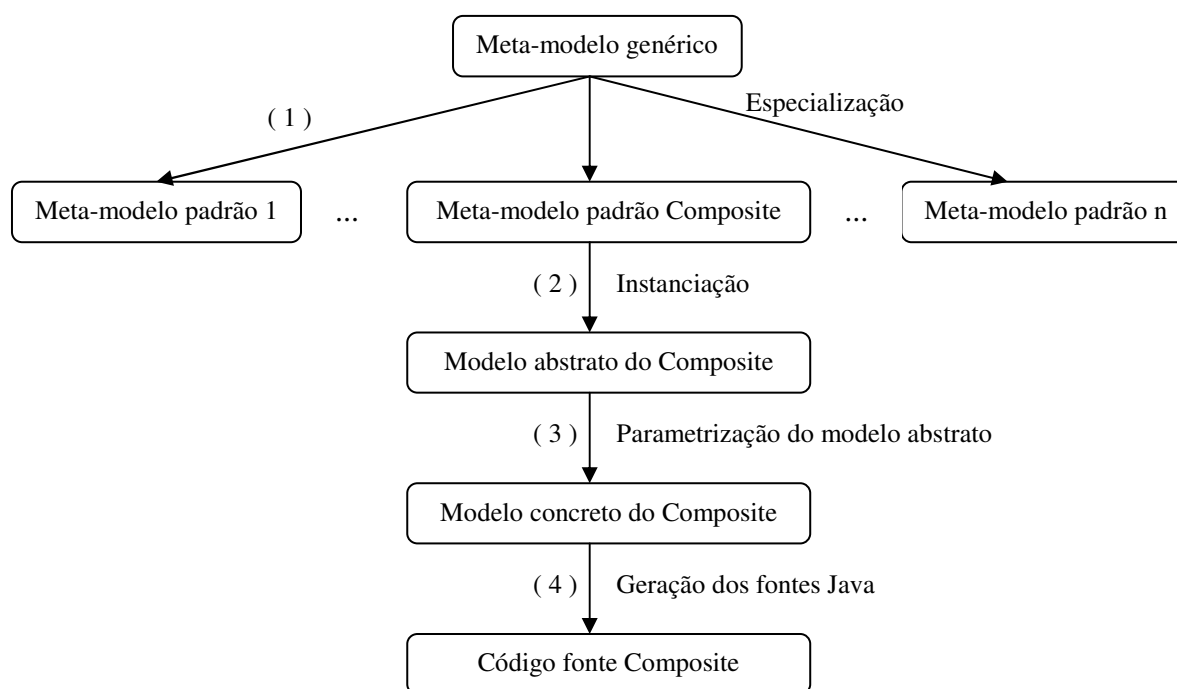 Meta-modelo genérico
( 1 )
Especialização
Meta-modelo padrão 1
...
Meta-modelo padrão Composite
...
Meta-modelo padrão n
( 2 ) Instanciação
Modelo abstrato do Composite
( 3 ) Parametrização do modelo abstrato
Modelo concreto do Composite
( 4 ) Geração dos fontes Java
Código fonte Composite